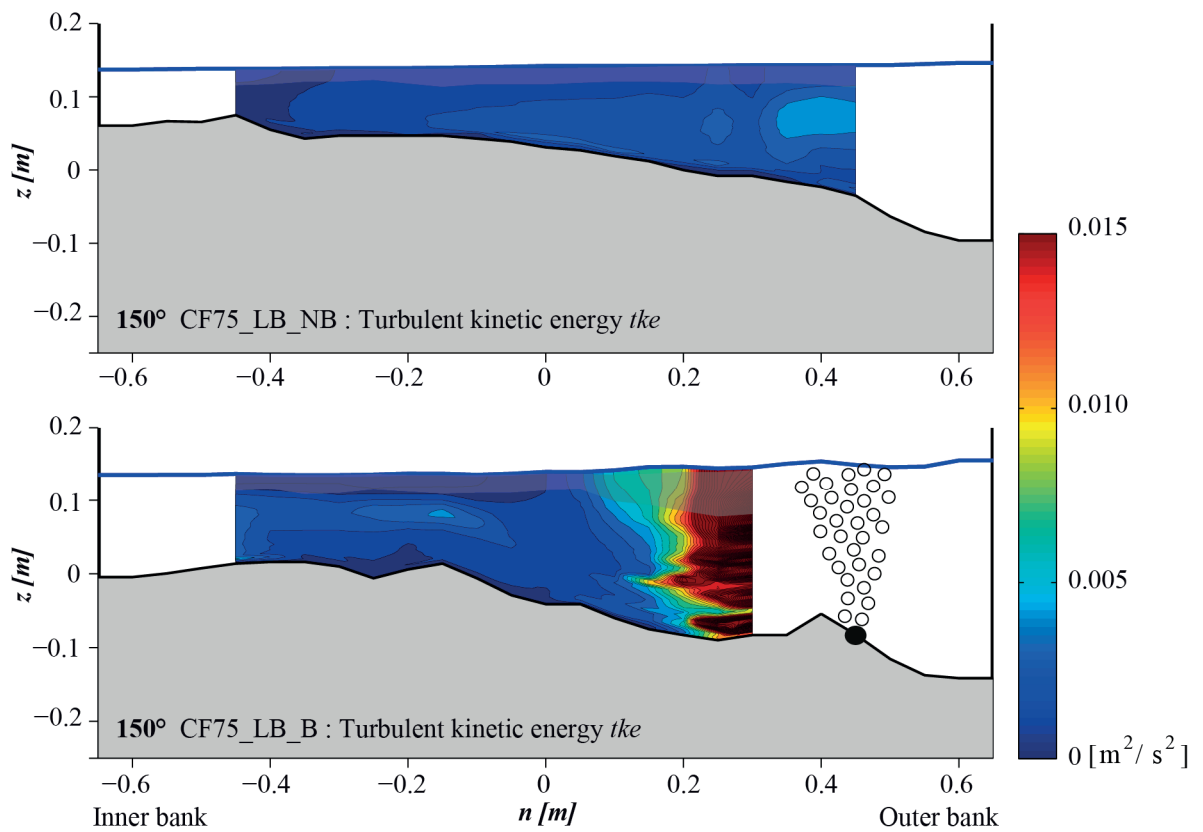 0.2
0.1
0
−0.1
−0.2
z [m]
150° CF75_LB_NB : Turbulent kinetic energy tke
−0.6 −0.4 −0.2 0 0.2 0.4 0.6
0.2
0.1
0
−0.1
−0.2
z [m]
150° CF75_LB_B : Turbulent kinetic energy tke
−0.6 −0.4 −0.2 0 0.2 0.4 0.6
Inner bank n [m] Outer bank
0.015
0.010
0.005
0 [m²/ s²]